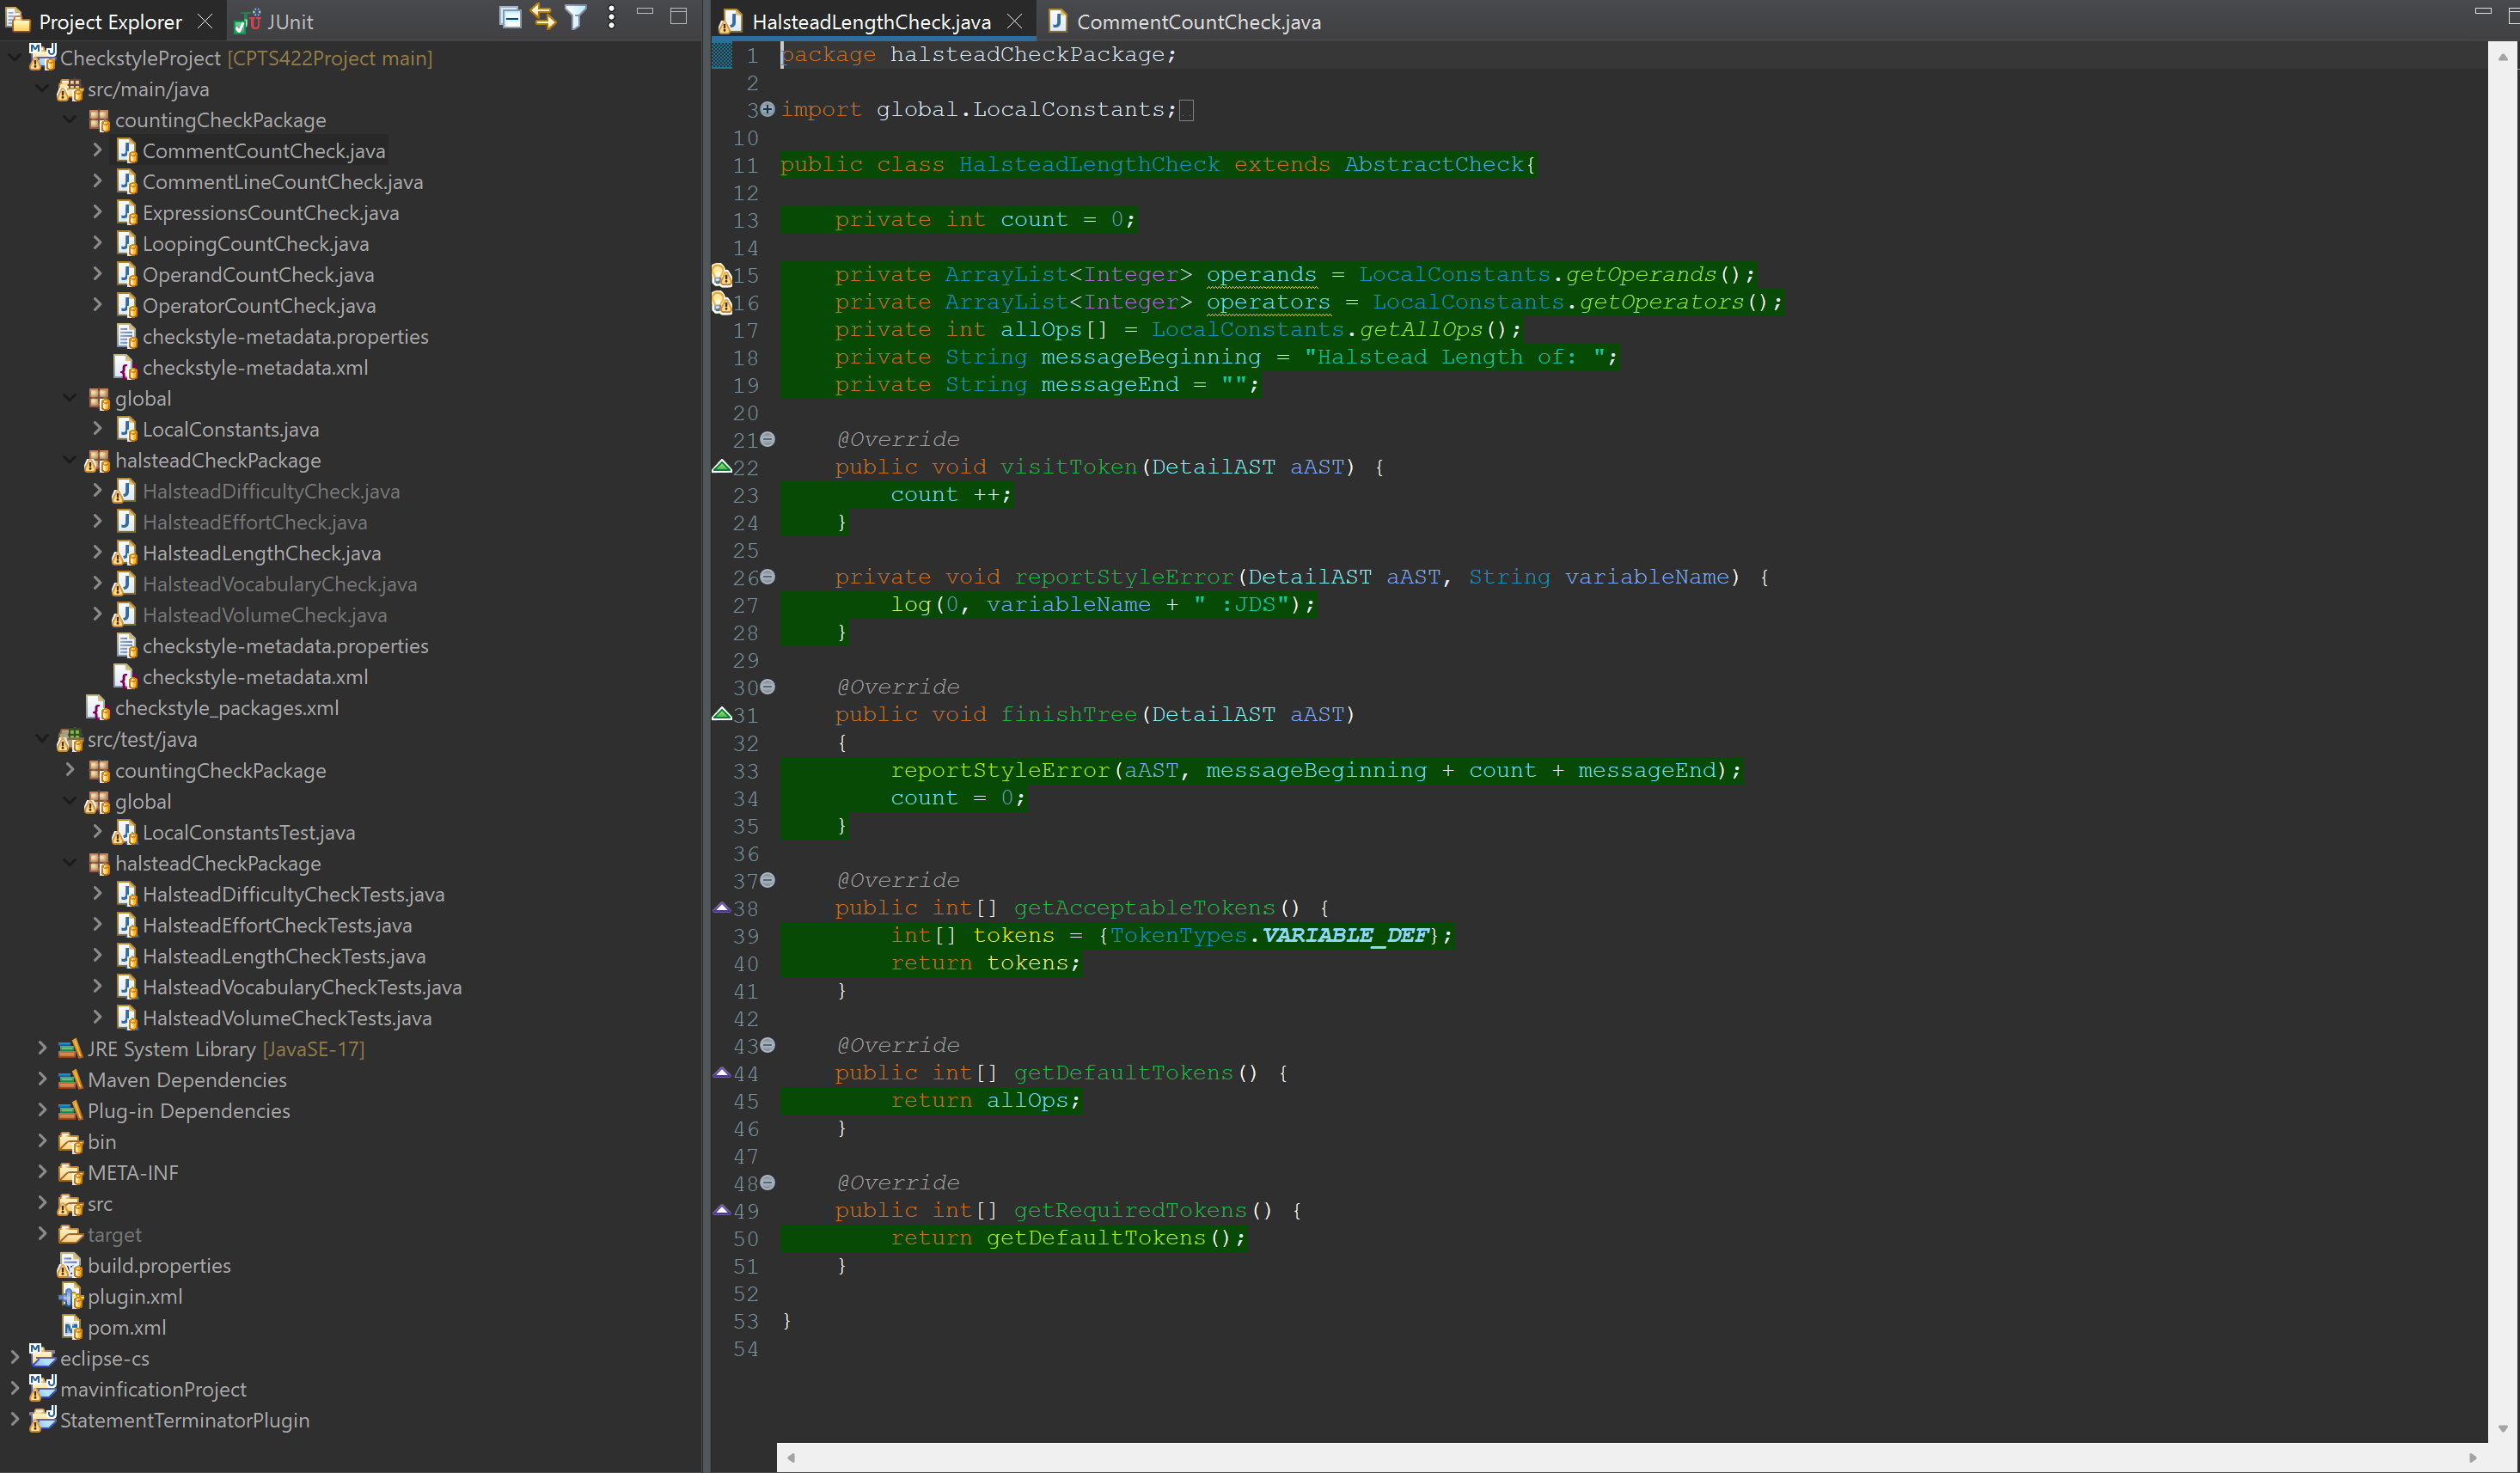 Project Explorer
JUnit
CheckstyleProject [CPTS422Project main]
src/main/java
countingCheckPackage
CommentCountCheck.java
CommentLineCountCheck.java
ExpressionsCountCheck.java
LoopingCountCheck.java
OperandCountCheck.java
OperatorCountCheck.java
checkstyle-metadata.properties
checkstyle-metadata.xml
global
LocalConstants.java
halsteadCheckPackage
HalsteadDifficultyCheck.java
HalsteadEffortCheck.java
HalsteadLengthCheck.java
HalsteadVocabularyCheck.java
HalsteadVolumeCheck.java
checkstyle-metadata.properties
checkstyle-metadata.xml
checkstyle_packages.xml
src/test/java
countingCheckPackage
global
LocalConstantsTest.java
halsteadCheckPackage
HalsteadDifficultyCheckTests.java
HalsteadEffortCheckTests.java
HalsteadLengthCheckTests.java
HalsteadVocabularyCheckTests.java
HalsteadVolumeCheckTests.java
JRE System Library [JavaSE-17]
Maven Dependencies
Plug-in Dependencies
bin
META-INF
src
target
build.properties
plugin.xml
pom.xml
eclipse-cs
mavinficationProject
StatementTerminatorPlugin
HalsteadLengthCheck.java
CommentCountCheck.java
1 package halsteadCheckPackage;
2
3 import global.LocalConstants;
10
11 public class HalsteadLengthCheck extends AbstractCheck{
12
13     private int count = 0;
14
15     private ArrayList<Integer> operands = LocalConstants.getOperands();
16     private ArrayList<Integer> operators = LocalConstants.getOperators();
17     private int allOps[] = LocalConstants.getAllOps();
18     private String messageBeginning = "Halstead Length of: ";
19     private String messageEnd = "";
20
21     @Override
22     public void visitToken(DetailAST aAST) {
23         count ++;
24     }
25
26     private void reportStyleError(DetailAST aAST, String variableName) {
27         log(0, variableName + " :JDS");
28     }
29
30     @Override
31     public void finishTree(DetailAST aAST)
32     {
33         reportStyleError(aAST, messageBeginning + count + messageEnd);
34         count = 0;
35     }
36
37     @Override
38     public int[] getAcceptableTokens() {
39         int[] tokens = {TokenTypes.VARIABLE_DEF};
40         return tokens;
41     }
42
43     @Override
44     public int[] getDefaultTokens() {
45         return allOps;
46     }
47
48     @Override
49     public int[] getRequiredTokens() {
50         return getDefaultTokens();
51     }
52
53 }
54